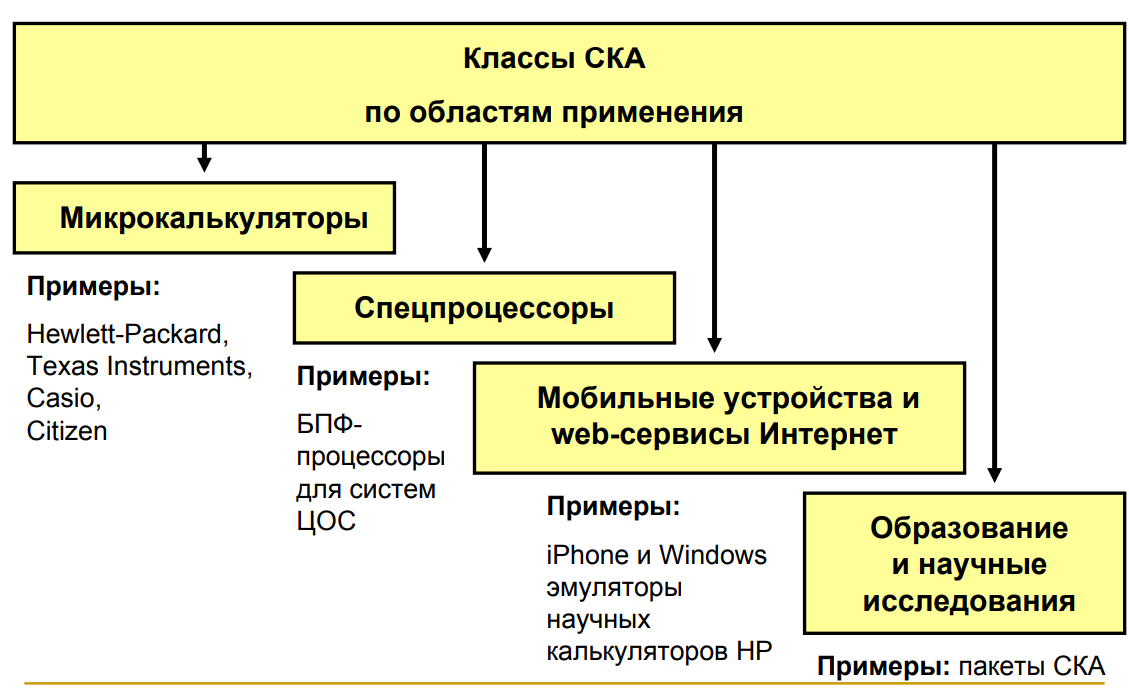 Классы СКА
по областям применения
Микрокалькуляторы
Примеры:
Hewlett-Packard,
Texas Instruments,
Casio,
Citizen
Спецпроцессоры
Примеры:
БПФ-
процессоры
для систем
ЦОС
Мобильные устройства и
web-сервисы Интернет
Примеры:
iPhone и Windows
эмуляторы
научных
калькуляторов HP
Образование
и научные
исследования
Примеры: пакеты СКА